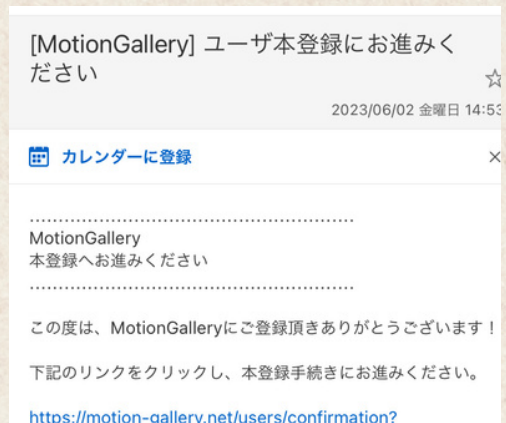 [MotionGallery] ユーザ本登録にお進みく
ださい
2023/06/02 金曜日 14:53
カレンダーに登録
........................................................
MotionGallery
本登録へお進みください
........................................................
この度は、MotionGalleryにご登録頂きありがとうございます！
下記のリンクをクリックし、本登録手続きにお進みください。
https://motion-gallery.net/users/confirmation?